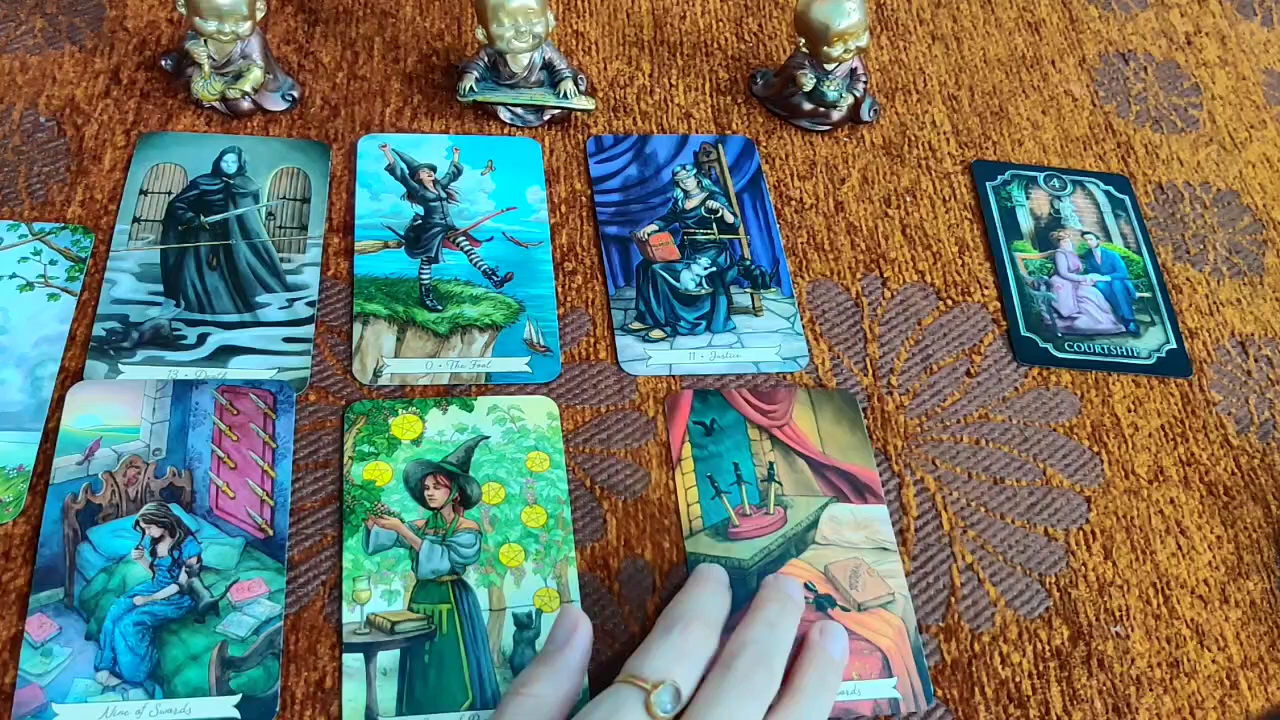 13 • Death
0 • The Fool
11 • Justice
4
COURTSHIP
Nine of Swords